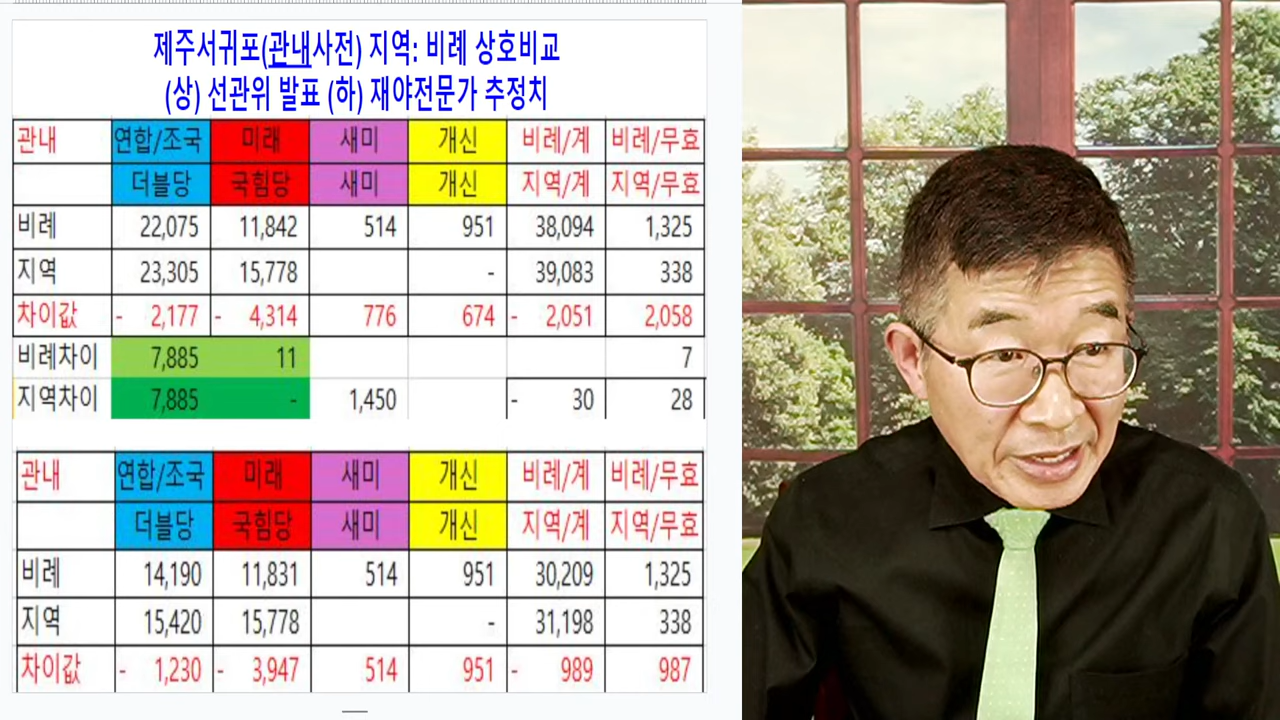 제주서귀포(관내사전) 지역: 비례 상호비교
(상) 선관위 발표 (하) 재야전문가 추정치
관내 연합/조국 미래 새미 개신 비례/계 비례/무효
더블당 국힘당 새미 개신 지역/계 지역/무효
비례 22,075 11,842 514 951 38,094 1,325
지역 23,305 15,778 - 39,083 338
차이값 - 2,177 - 4,314 776 674 - 2,051 2,058
비례차이 7,885 11 7
지역차이 7,885 - 1,450 - 30 28
관내 연합/조국 미래 새미 개신 비례/계 비례/무효
더블당 국힘당 새미 개신 지역/계 지역/무효
비례 14,190 11,831 514 951 30,209 1,325
지역 15,420 15,778 - 31,198 338
차이값 - 1,230 - 3,947 514 951 - 989 987